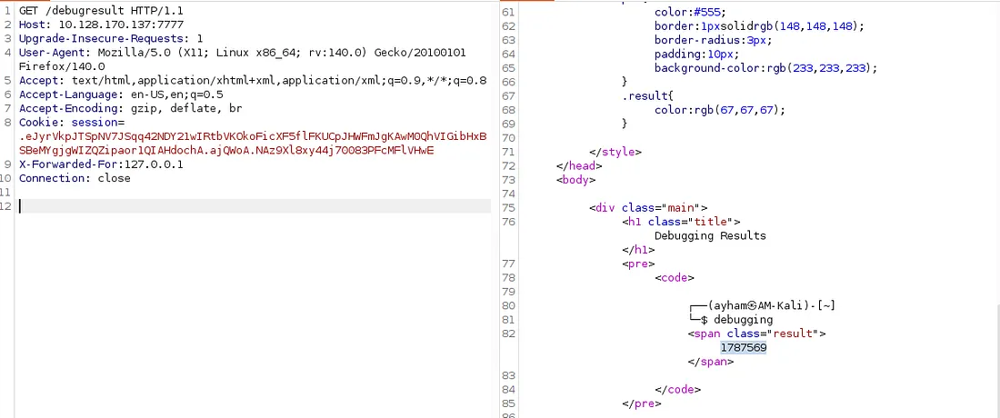 1 GET /debugresult HTTP/1.1
2 Host: 10.128.170.137:7777
3 Upgrade-Insecure-Requests: 1
4 User-Agent: Mozilla/5.0 (X11; Linux x86_64; rv:140.0) Gecko/20100101
Firefox/140.0
5 Accept: text/html,application/xhtml+xml,application/xml;q=0.9,*/*;q=0.8
6 Accept-Language: en-US,en;q=0.5
7 Accept-Encoding: gzip, deflate, br
8 Cookie: session=
.eJyrVkpJTSpNV7JSqq42NDY21wIRtbVKOkoFicXF5flFKUCpJHWFmJgKAwM0QhVIGibHxB
SBeMYgjgWIZQZipaor1QIAHdochA.ajQWoA.NAz9Xl8xy44j70083PFcMFlVHwE
9 X-Forwarded-For:127.0.0.1
10 Connection: close
11
12
61 color:#555;
62 border:1pxsolidrgb(148,148,148);
63 border-radius:3px;
64 padding:10px;
65 background-color:rgb(233,233,233);
66 }
67 .result{
68 color:rgb(67,67,67);
69 }
70
71 </style>
72 </head>
73 <body>
74
75 <div class="main">
76 <h1 class="title">
Debugging Results
</h1>
77 <pre>
78 <code>
79
80 ┌──(ayham㉿AM-Kali)-[~]
81 └─$ debugging
82 <span class="result">
1787569
</span>
83
84 </code>
85 </pre>